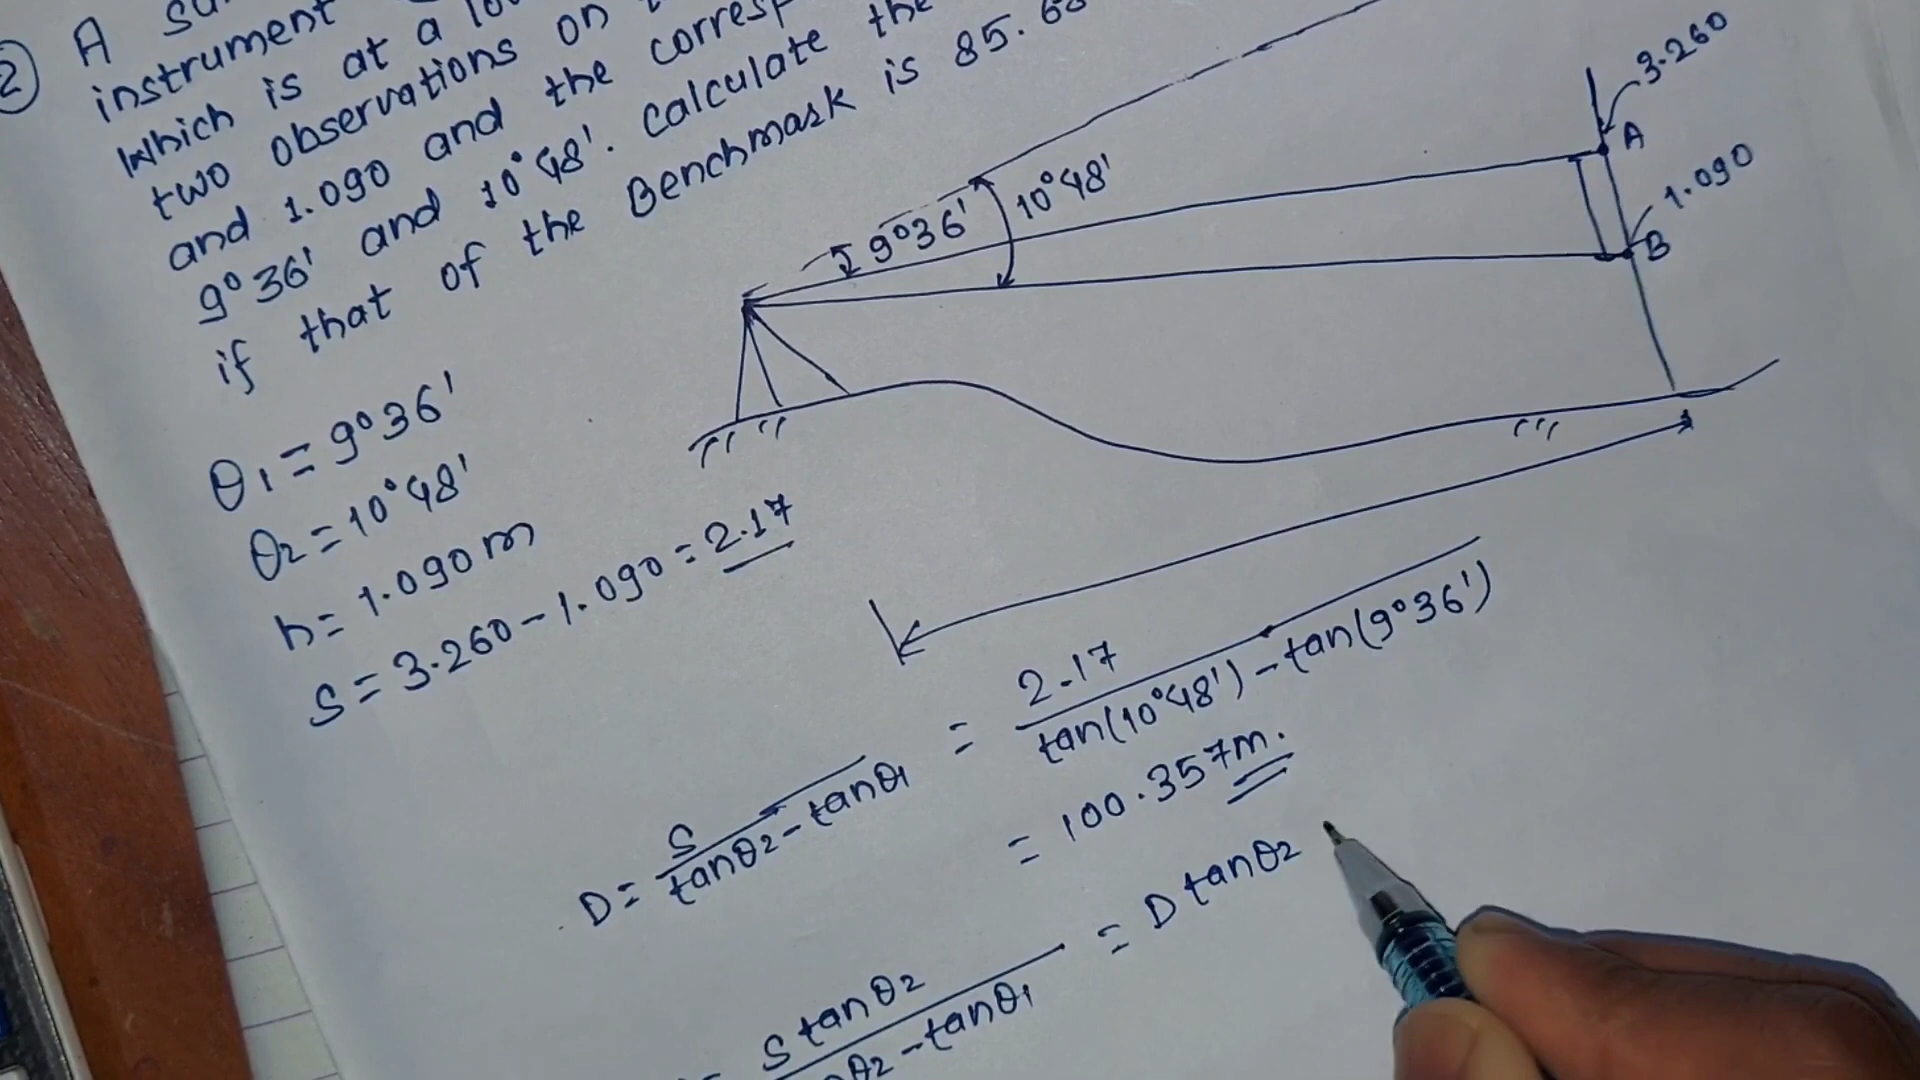 ② A
instrument
which is at a
two observations on
and 1.090 and the corresp
9°36' and 10°48'. calculate the
if that of the Benchmark is 85.6
3.260
A
1.090
B
9°36'
10°48'
θ1 = 9°36'
θ2 = 10°48'
h = 1.090 m
S = 3.260 - 1.090 = 2.17
D = S / tanθ2 - tanθ1 = 2.17 / tan(10°48') - tan(9°36')
= 100.357m.
S tanθ2 / θ2 - tanθ1 = D tanθ2